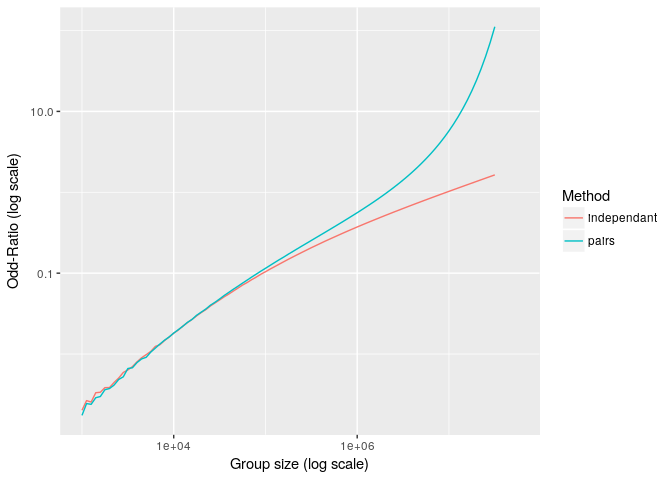 10.0
0.1
Odd-Ratio (log scale)
1e+04
1e+06
Group size (log scale)
Method
independant
pairs